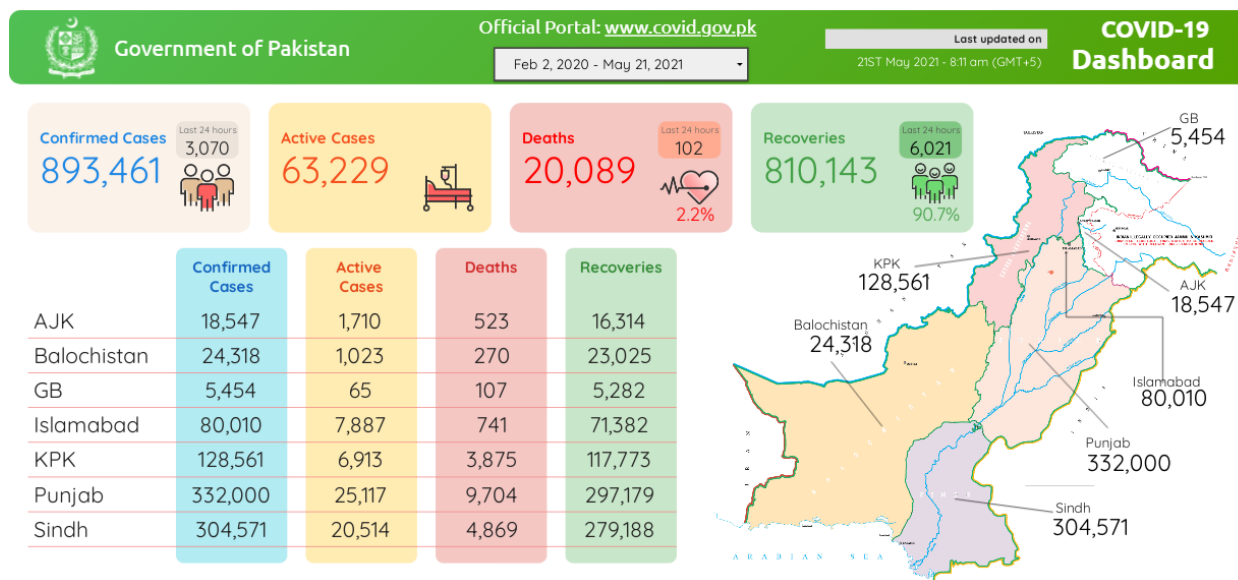 Government of Pakistan
Official Portal: www.covid.gov.pk
Feb 2, 2020 - May 21, 2021
Last updated on
21ST May 2021 - 8:11 am (GMT+5)
COVID-19
Dashboard
Confirmed Cases
893,461
Last 24 hours
3,070
Active Cases
63,229
Deaths
20,089
Last 24 hours
102
2.2%
Recoveries
810,143
Last 24 hours
6,021
90.7%
Confirmed Cases Active Cases Deaths Recoveries
AJK 18,547 1,710 523 16,314
Balochistan 24,318 1,023 270 23,025
GB 5,454 65 107 5,282
Islamabad 80,010 7,887 741 71,382
KPK 128,561 6,913 3,875 117,773
Punjab 332,000 25,117 9,704 297,179
Sindh 304,571 20,514 4,869 279,188
GB
5,454
KPK
128,561
AJK
18,547
Balochistan
24,318
Islamabad
80,010
Punjab
332,000
Sindh
304,571
IRAN
ARABIAN SEA